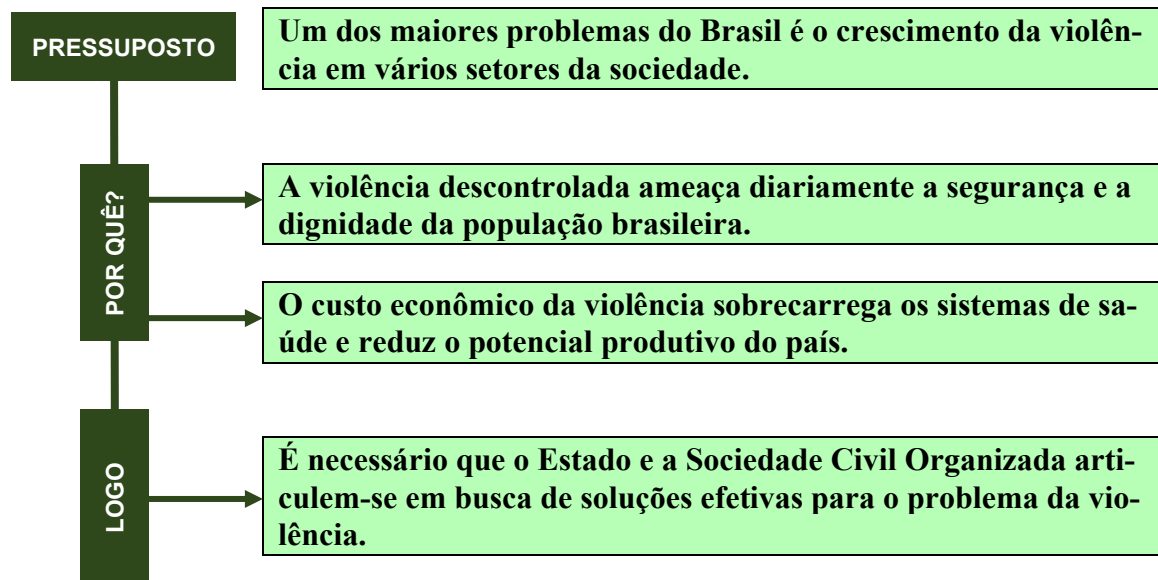 PRESSUPOSTO
Um dos maiores problemas do Brasil é o crescimento da violên-
cia em vários setores da sociedade.
POR QUÊ?
A violência descontrolada ameaça diariamente a segurança e a
dignidade da população brasileira.
O custo econômico da violência sobrecarrega os sistemas de sa-
úde e reduz o potencial produtivo do país.
LOGO
É necessário que o Estado e a Sociedade Civil Organizada arti-
culem-se em busca de soluções efetivas para o problema da vio-
lência.